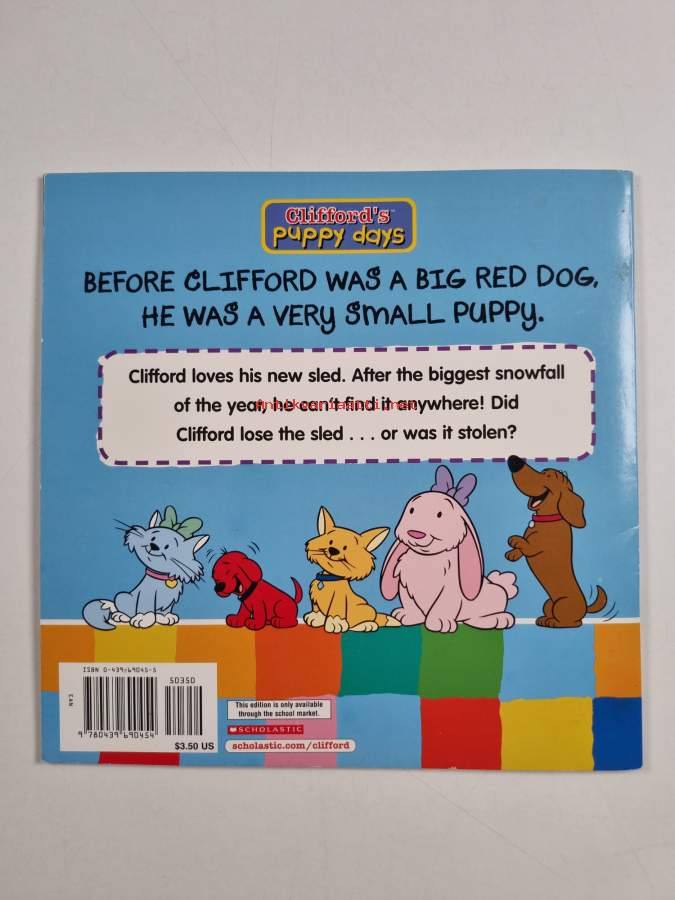 Clifford's™
puppy days
BEFORE CLIFFORD WAS A BIG RED DOG,
HE WAS A VERY SMALL PUPPY.
Clifford loves his new sled. After the biggest snowfall
of the year, he can't find it anywhere! Did
Clifford lose the sled . . . or was it stolen?
ISBN 0-439-69045-5
50350
CAN
9 780439 690454
$3.50 US
This edition is only available
through the school market.
SCHOLASTIC
scholastic.com/clifford